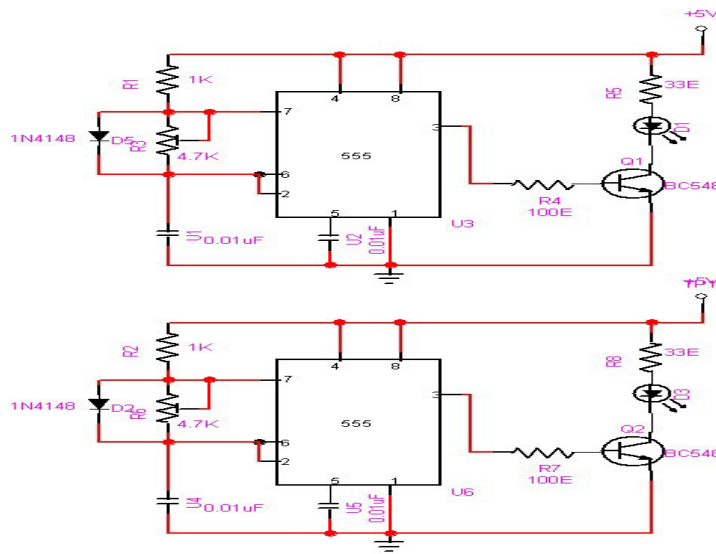 +5V
R1
1K
33E
R5
4
8
7
1N4148
D5
R3
4.7K
3
D1
555
6
2
Q1
BC548
R4
100E
5
1
U3
U1
0.01uF
U2
0.01uF
+5V
R2
1K
33E
R8
4
8
7
1N4148
D2
R6
4.7K
3
D3
555
6
2
Q2
BC548
R7
100E
5
1
U6
U4
0.01uF
U5
0.01uF